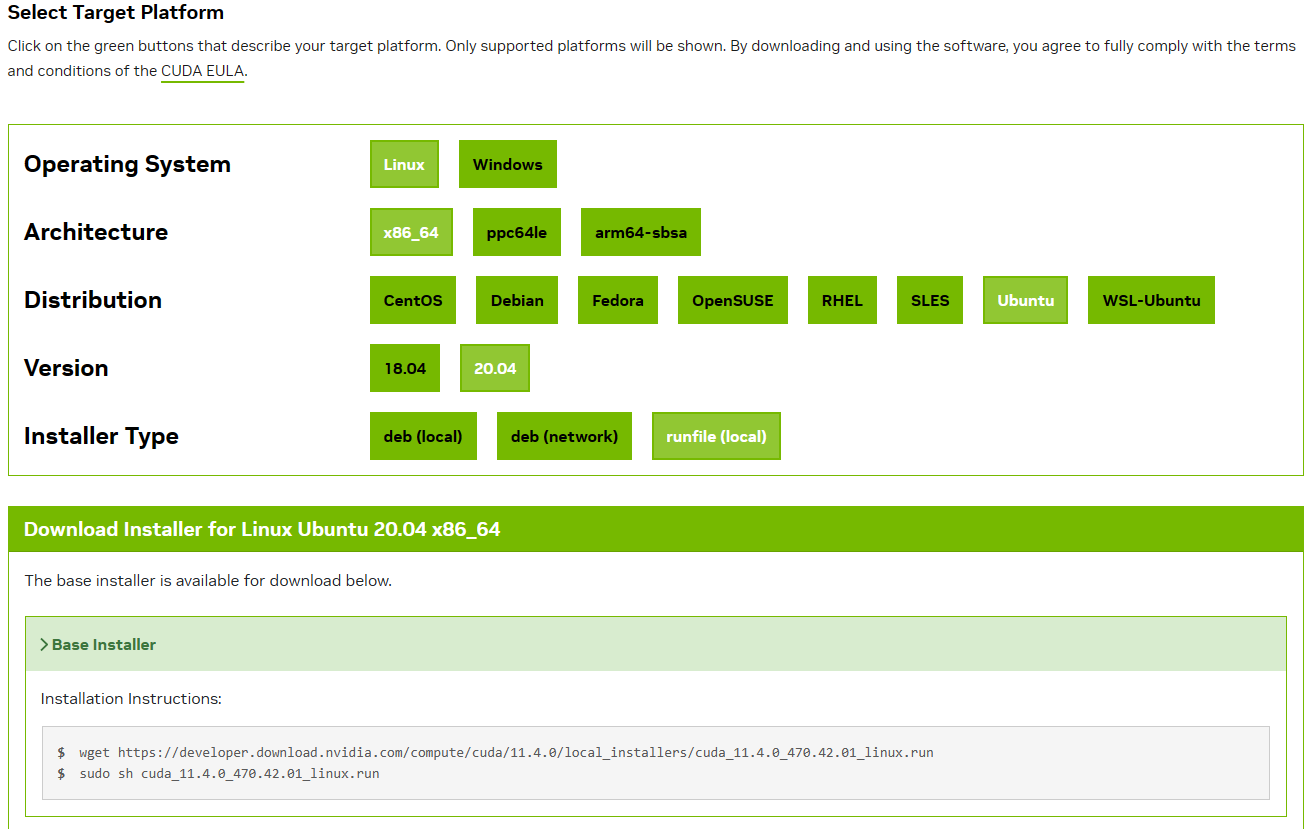 Select Target Platform
Click on the green buttons that describe your target platform. Only supported platforms will be shown. By downloading and using the software, you agree to fully comply with the terms
and conditions of the CUDA EULA.
Operating System Linux Windows
Architecture x86_64 ppc64le arm64-sbsa
Distribution CentOS Debian Fedora OpenSUSE RHEL SLES Ubuntu WSL-Ubuntu
Version 18.04 20.04
Installer Type deb (local) deb (network) runfile (local)
Download Installer for Linux Ubuntu 20.04 x86_64
The base installer is available for download below.
Base Installer
Installation Instructions:
$ wget https://developer.download.nvidia.com/compute/cuda/11.4.0/local_installers/cuda_11.4.0_470.42.01_linux.run
$ sudo sh cuda_11.4.0_470.42.01_linux.run